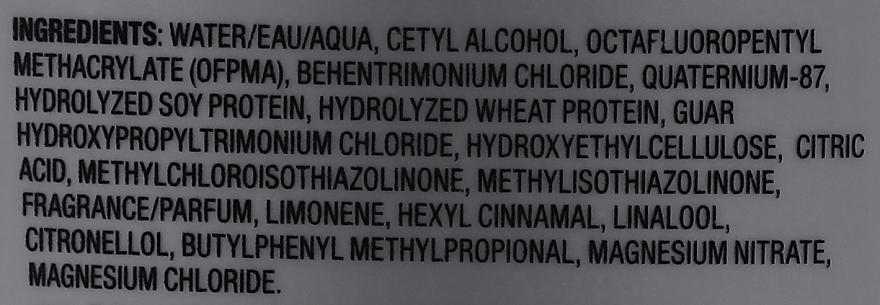 INGREDIENTS: WATER/EAU/AQUA, CETYL ALCOHOL, OCTAFLUOROPENTYL
METHACRYLATE (OFPMA), BEHENTRIMONIUM CHLORIDE, QUATERNIUM-87,
HYDROLYZED SOY PROTEIN, HYDROLYZED WHEAT PROTEIN, GUAR
HYDROXYPROPYLTRIMONIUM CHLORIDE, HYDROXYETHYLCELLULOSE, CITRIC
ACID, METHYLCHLOROISOTHIAZOLINONE, METHYLISOTHIAZOLINONE,
FRAGRANCE/PARFUM, LIMONENE, HEXYL CINNAMAL, LINALOOL,
CITRONELLOL, BUTYLPHENYL METHYLPROPIONAL, MAGNESIUM NITRATE,
MAGNESIUM CHLORIDE.